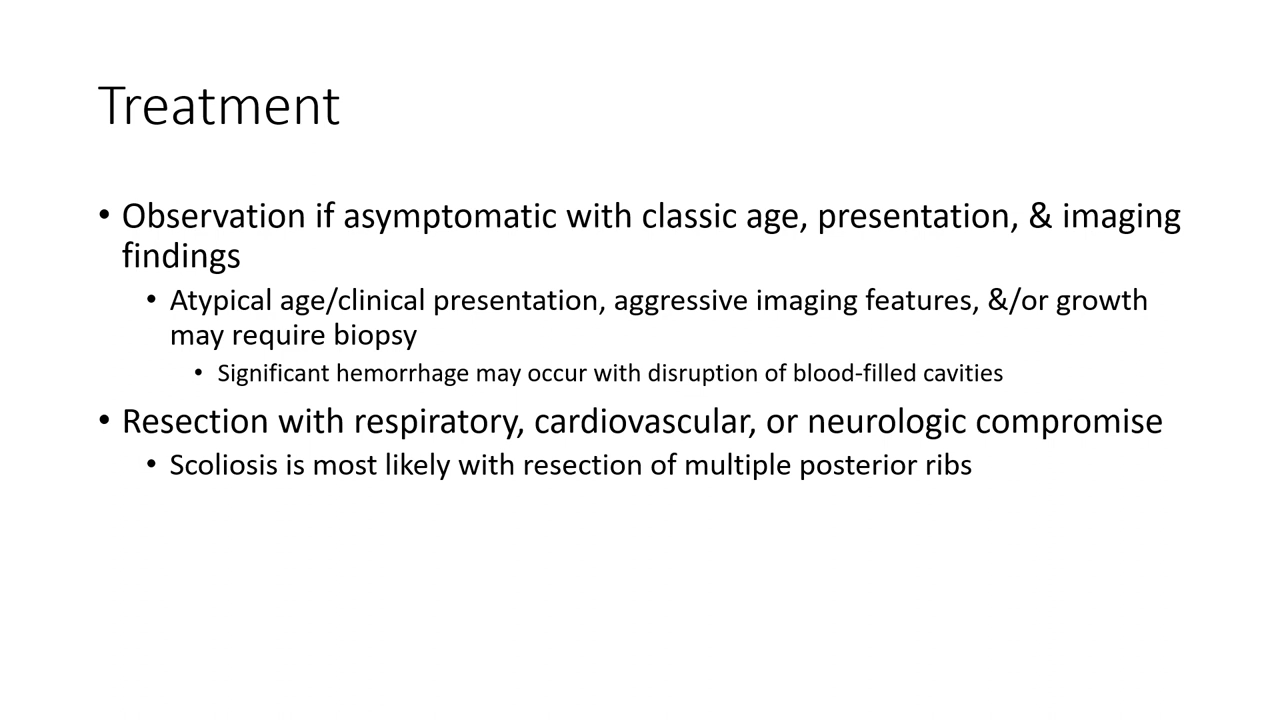 Treatment
• Observation if asymptomatic with classic age, presentation, & imaging
findings
• Atypical age/clinical presentation, aggressive imaging features, &/or growth
may require biopsy
• Significant hemorrhage may occur with disruption of blood-filled cavities
• Resection with respiratory, cardiovascular, or neurologic compromise
• Scoliosis is most likely with resection of multiple posterior ribs